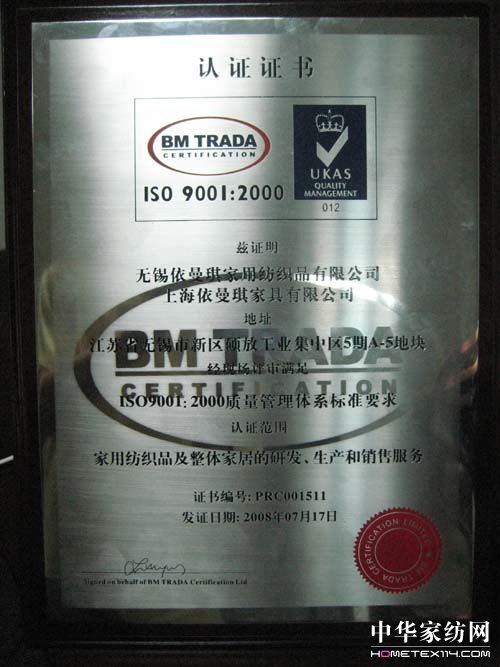 认证证书
BM TRADA
CERTIFICATION
ISO 9001:2000
UKAS
QUALITY
MANAGEMENT
012
兹证明
无锡依曼琪家用纺织品有限公司
上海依曼琪家具有限公司
地址
江苏省无锡市新区硕放工业集中区5期A-5地块
经现场评审满足
ISO9001:2000质量管理体系标准要求
认证范围
家用纺织品及整体家居的研发、生产和销售服务
BM TRADA
CERTIFICATION
证书编号: PRC001511
发证日期: 2008年07月17日
Signed on behalf of BM TRADA Certification Ltd
BM TRADA CERTIFICATION LIMITED
中华家纺网
HOMETEX114.COM